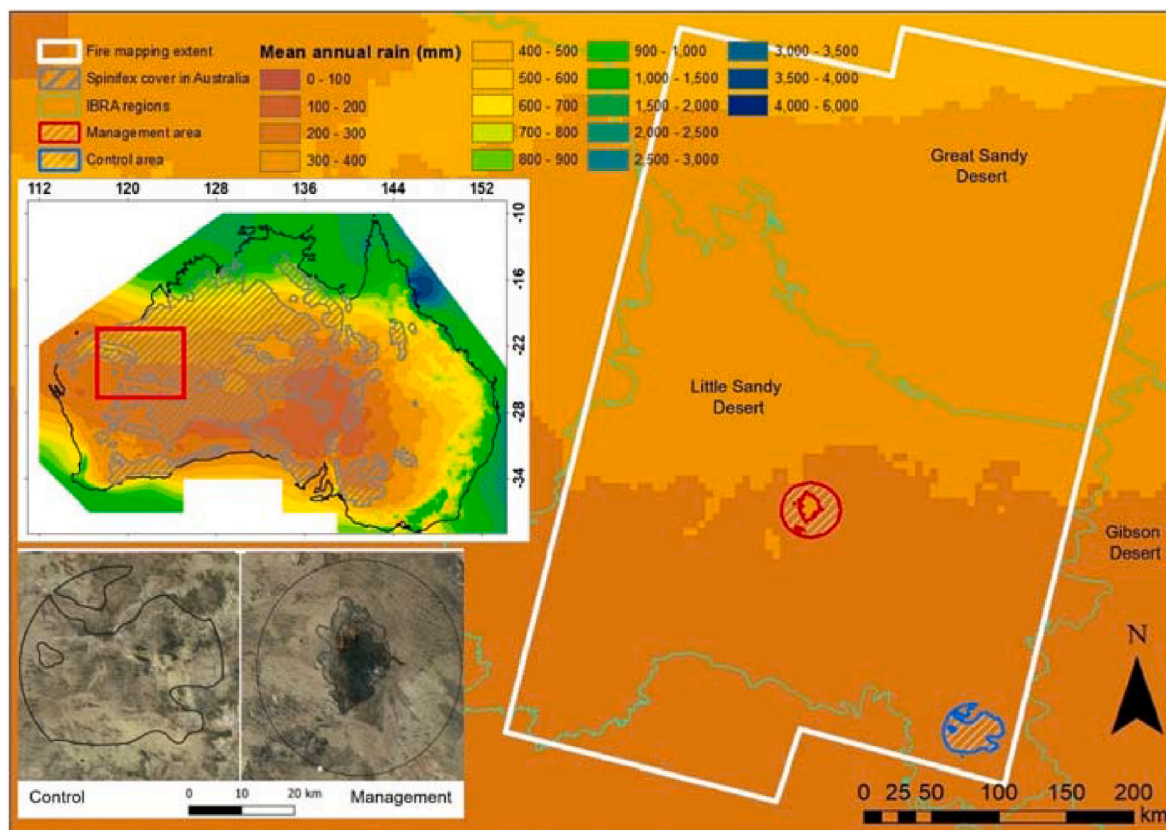 Fire mapping extent
Spinifex cover in Australia
IBRA regions
Management area
Control area
Mean annual rain (mm)
0 - 100
100 - 200
200 - 300
300 - 400
400 - 500
500 - 600
600 - 700
700 - 800
800 - 900
900 - 1,000
1,000 - 1,500
1,500 - 2,000
2,000 - 2,500
2,500 - 3,000
3,000 - 3,500
3,500 - 4,000
4,000 - 6,000
112 120 128 136 144 152
-10
-16
-22
-28
-34
Great Sandy
Desert
Little Sandy
Desert
Gibson
Desert
N
Control
0 10 20 km
Management
0 25 50 100 150 200
km